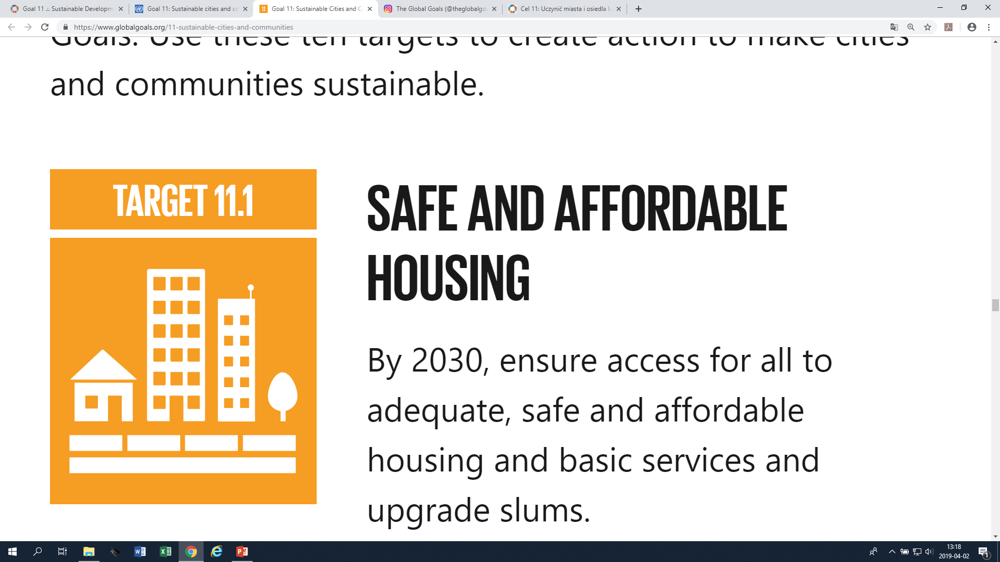 Goal 11 .:. Sustainable Developm
Goal 11: Sustainable cities and co
Goal 11: Sustainable Cities and C
The Global Goals (@theglobalgo
Cel 11: Uczynić miasta i osiedla lu
https://www.globalgoals.org/11-sustainable-cities-and-communities
Goals. Use these ten targets to create action to make cities
and communities sustainable.
TARGET 11.1
SAFE AND AFFORDABLE
HOUSING
By 2030, ensure access for all to
adequate, safe and affordable
housing and basic services and
upgrade slums.
13:18
2019-04-02
1